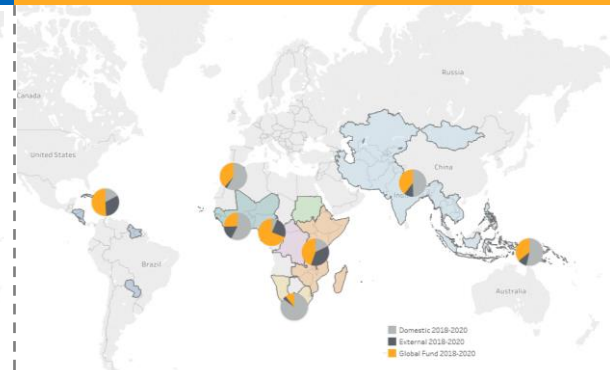 Russia
Canada
United States
China
Brazil
Australia
Domestic 2018-2020
External 2018-2020
Global Fund 2018-2020